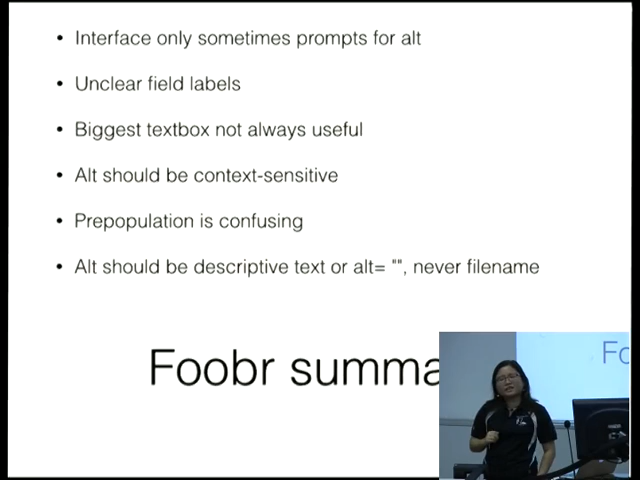 Interface only sometimes prompts for alt
Unclear field labels
Biggest textbox not always useful
Alt should be context-sensitive
Prepopulation is confusing
Alt should be descriptive text or alt= "", never filename
Foobr summa
Fo